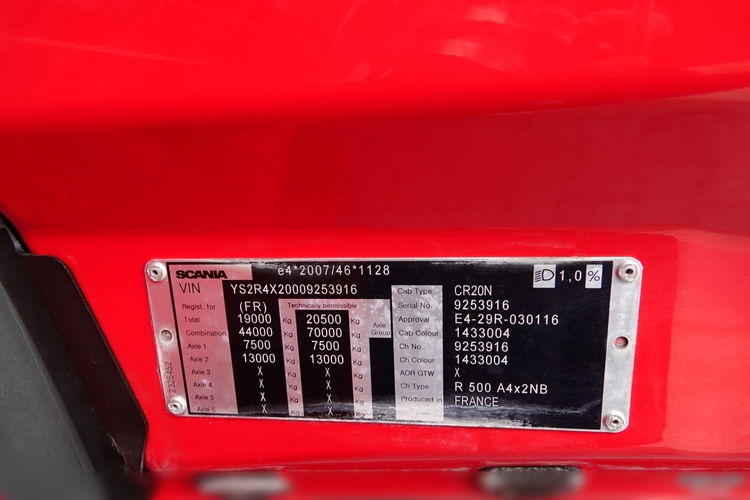 SCANIA e4*2007/46*1128 1,0 %
VIN YS2R4X20009253916
Regist. for (FR) Technically permissible
Total 19000 Kg 20500 Kg
Combination 44000 Kg 70000 Kg Axle Group
Axle 1 7500 Kg 7500 Kg
Axle 2 13000 Kg 13000 Kg
Axle 3 X Kg X Kg
Axle 4 X Kg X Kg
Axle 5 X Kg X Kg
Axle 6 X Kg X Kg
Cab Type CR20N
Serial No. 9253916
Approval E4-29R-030116
Cab Colour 1433004
Ch No. 9253916
Ch Colour 1433004
ADR GTW X
Ch Type R 500 A4x2NB
Produced in FRANCE
2325452